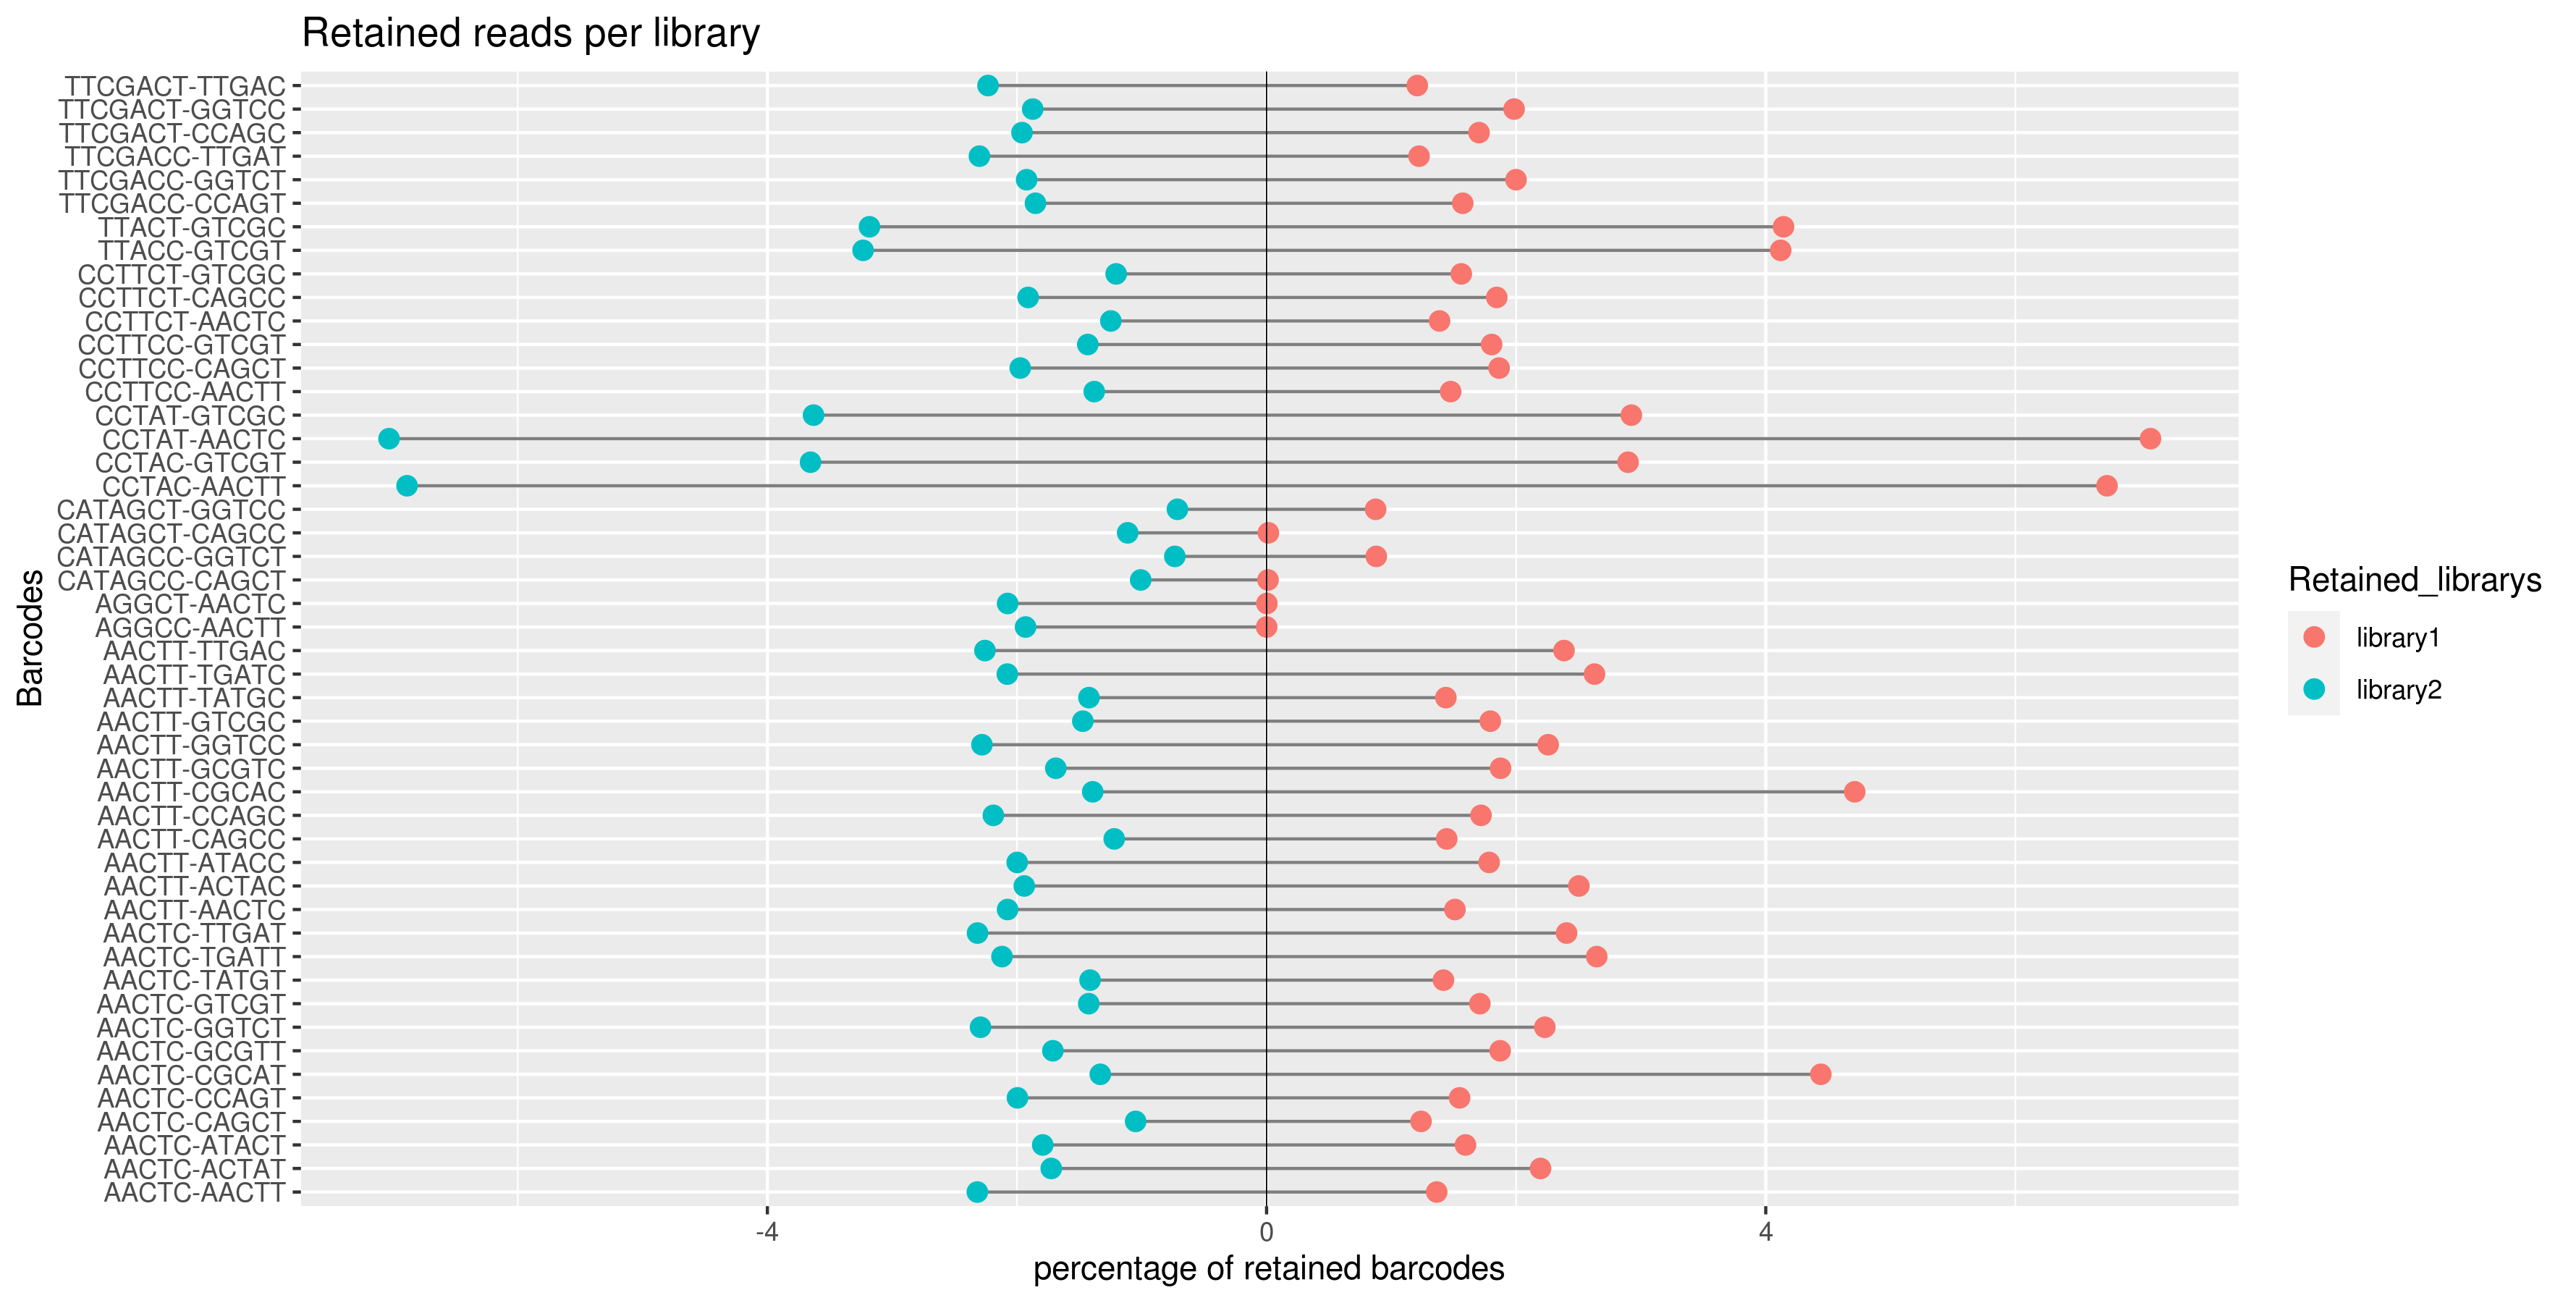 Retained reads per library
TTCGACT-TTGAC
TTCGACT-GGTCC
TTCGACT-CCAGC
TTCGACC-TTGAT
TTCGACC-GGTCT
TTCGACC-CCAGT
TTACT-GTCGC
TTACC-GTCGT
CCTTCT-GTCGC
CCTTCT-CAGCC
CCTTCT-AACTC
CCTTCC-GTCGT
CCTTCC-CAGCT
CCTTCC-AACTT
CCTAT-GTCGC
CCTAT-AACTC
CCTAC-GTCGT
CCTAC-AACTT
CATAGCT-GGTCC
CATAGCT-CAGCC
CATAGCC-GGTCT
CATAGCC-CAGCT
AGGCT-AACTC
AGGCC-AACTT
AACTT-TTGAC
AACTT-TGATC
AACTT-TATGC
AACTT-GTCGC
AACTT-GGTCC
AACTT-GCGTC
AACTT-CGCAC
AACTT-CCAGC
AACTT-CAGCC
AACTT-ATACC
AACTT-ACTAC
AACTT-AACTC
AACTC-TTGAT
AACTC-TGATT
AACTC-TATGT
AACTC-GTCGT
AACTC-GGTCT
AACTC-GCGTT
AACTC-CGCAT
AACTC-CCAGT
AACTC-CAGCT
AACTC-ATACT
AACTC-ACTAT
AACTC-AACTT
Barcodes
-4 0 4
percentage of retained barcodes
Retained_librarys
library1
library2